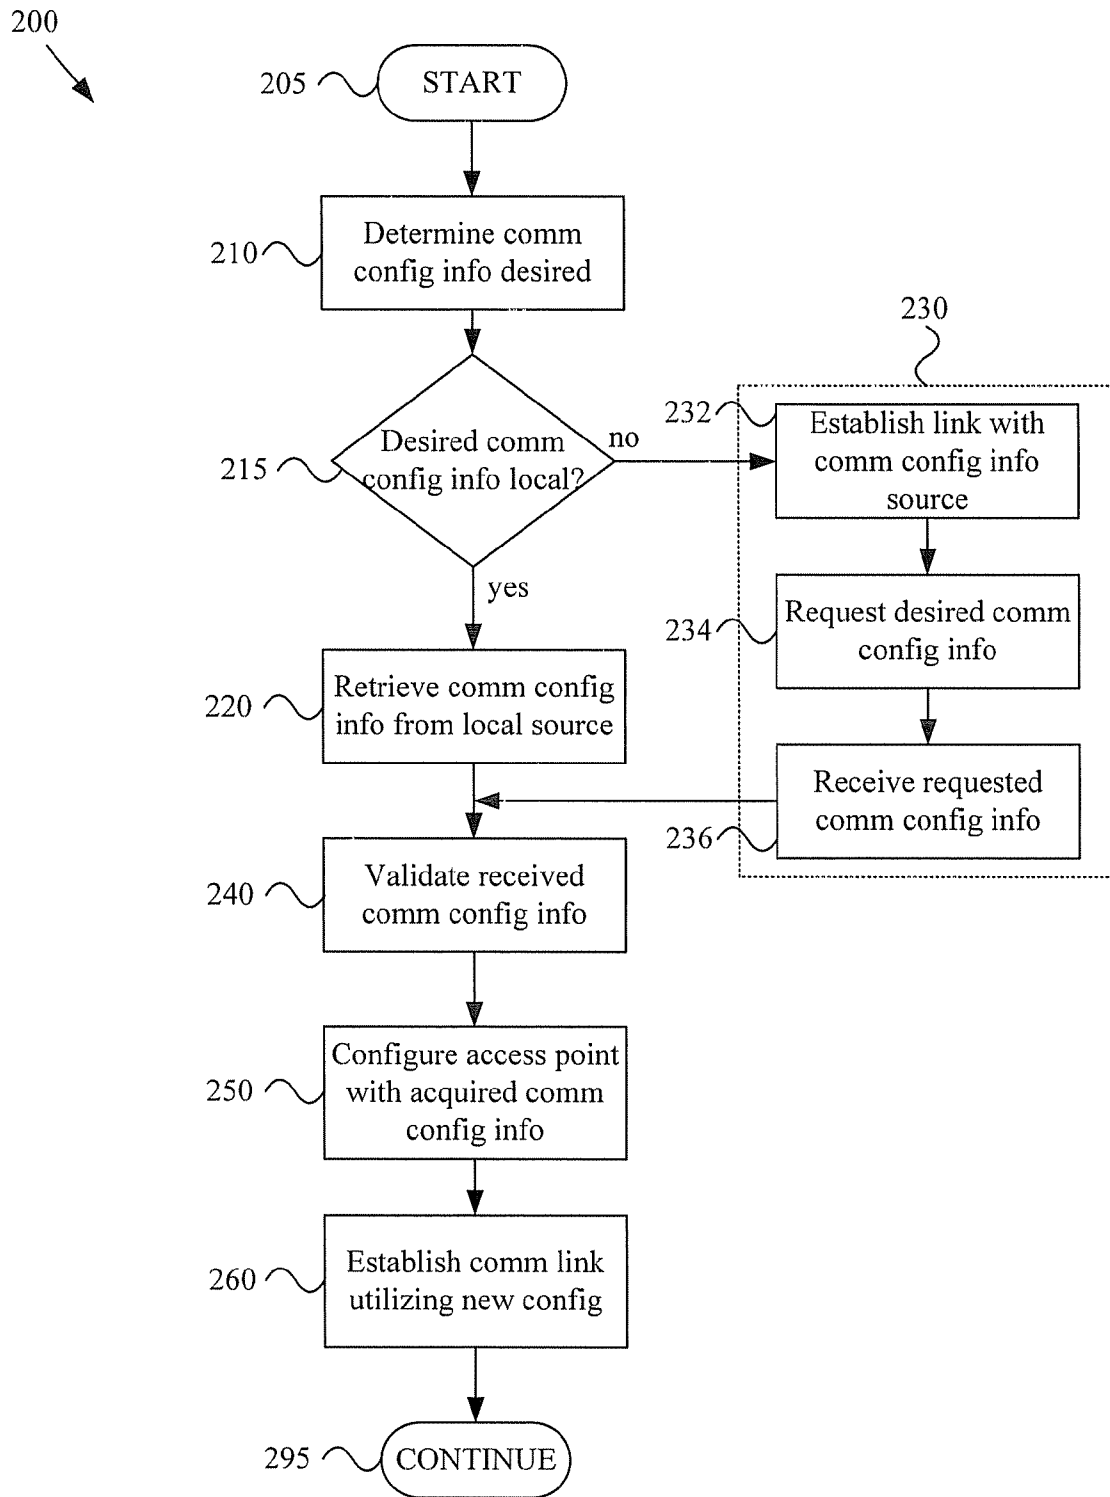 200
205
START
210
Determine comm
config info desired
230
215
Desired comm
config info local?
no
yes
232
Establish link with
comm config info
source
234
Request desired comm
config info
220
Retrieve comm config
info from local source
236
Receive requested
comm config info
240
Validate received
comm config info
250
Configure access point
with acquired comm
config info
260
Establish comm link
utilizing new config
295
CONTINUE